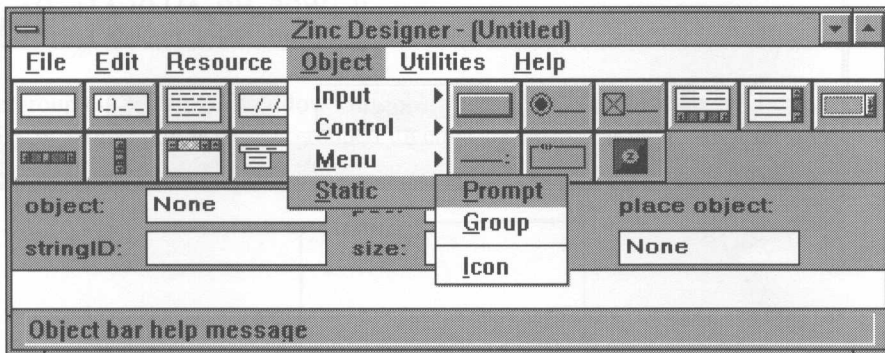 Zinc Designer - (Untitled)
File Edit Resource Object Utilities Help
Input
Control
Menu
Static
Prompt
Group
Icon
object: None
place object:
stringID:
size:
None
Object bar help message